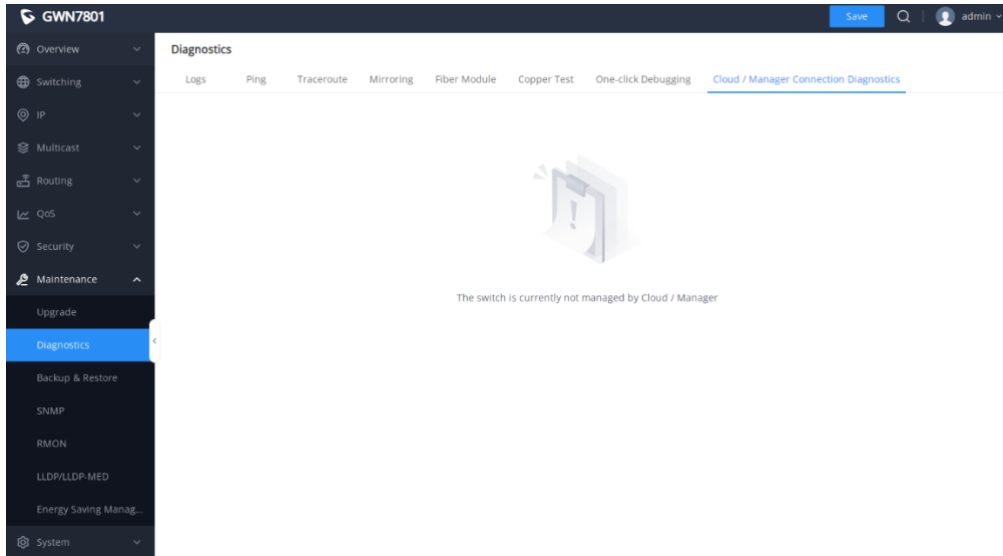 GWN7801
Save
admin
Overview
Switching
IP
Multicast
Routing
QoS
Security
Maintenance
Upgrade
Diagnostics
Backup & Restore
SNMP
RMON
LLDP/LLDP-MED
Energy Saving Manag...
System
Diagnostics
Logs Ping Traceroute Mirroring Fiber Module Copper Test One-click Debugging Cloud / Manager Connection Diagnostics
The switch is currently not managed by Cloud / Manager